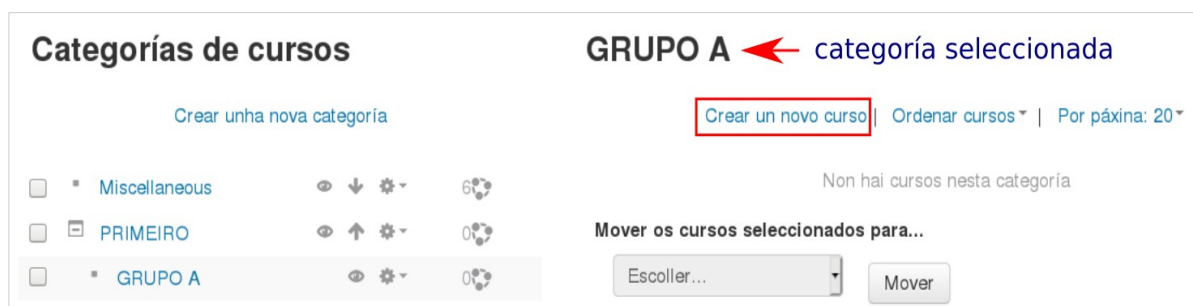 Categorías de cursos
Crear unha nova categoría
Miscellaneous 6
PRIMEIRO 0
GRUPO A 0
GRUPO A categoría seleccionada
Crear un novo curso | Ordenar cursos | Por páxina: 20
Non hai cursos nesta categoría
Mover os cursos seleccionados para...
Escoller...
Mover